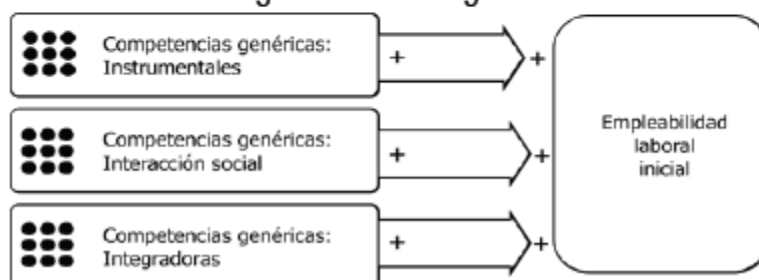 Competencias genéricas:
Instrumentales
+
+
Competencias genéricas:
Interacción social
+
+
Competencias genéricas:
Integradoras
+
+
Empleabilidad
laboral
inicial